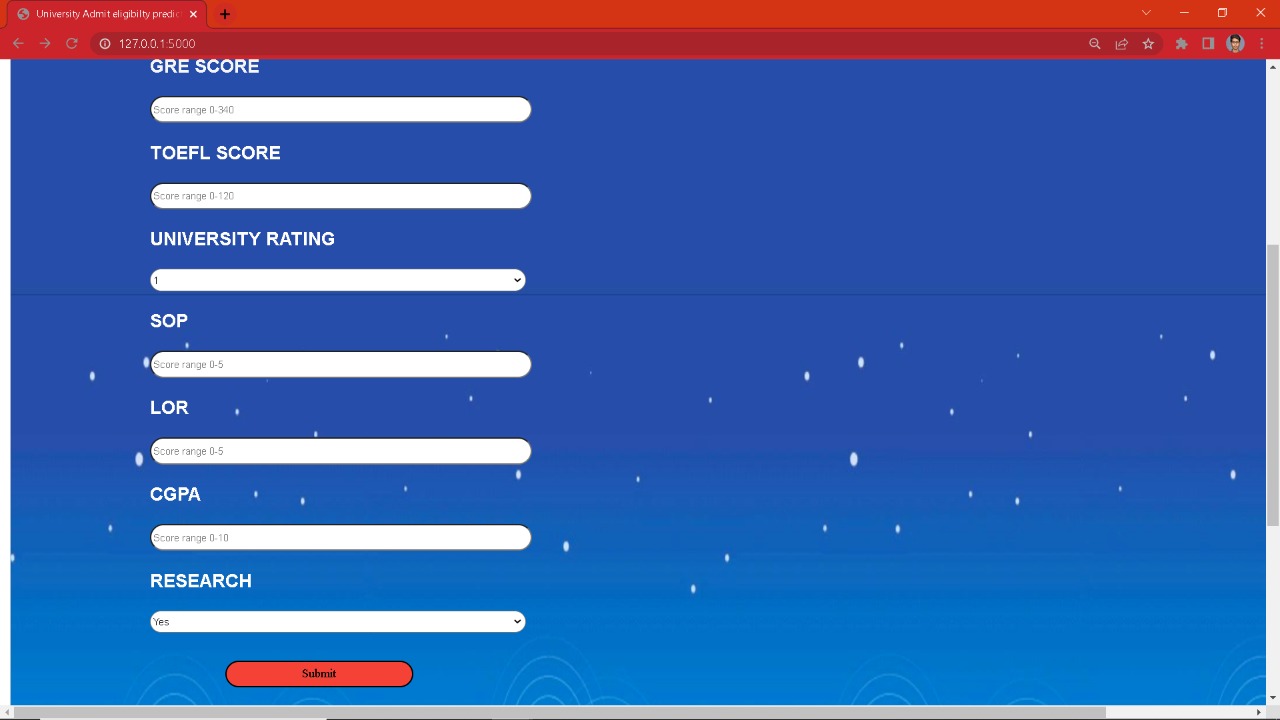 University Admit eligibilty predic
127.0.0.1:5000
GRE SCORE
Score range 0-340
TOEFL SCORE
Score range 0-120
UNIVERSITY RATING
1
SOP
Score range 0-5
LOR
Score range 0-5
CGPA
Score range 0-10
RESEARCH
Yes
Submit